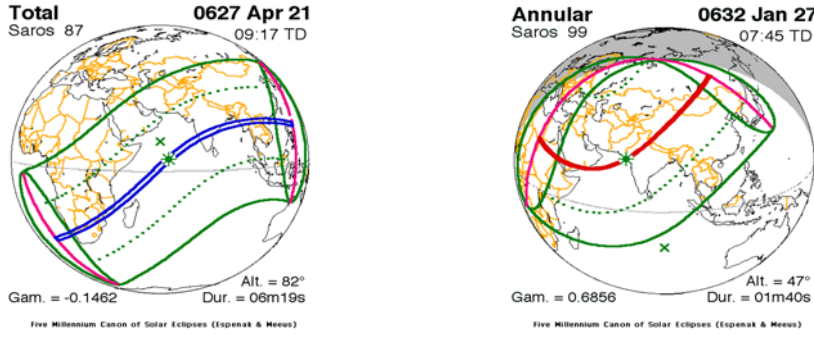 Total 0627 Apr 21
Saros 87 09:17 TD
Alt. = 82°
Gam. = -0.1462 Dur. = 06m19s
Five Millennium Canon of Solar Eclipses (Espenak & Meeus)
Annular 0632 Jan 27
Saros 99 07:45 TD
Alt. = 47°
Gam. = 0.6856 Dur. = 01m40s
Five Millennium Canon of Solar Eclipses (Espenak & Meeus)